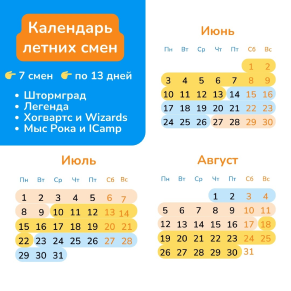 Календарь
летних смен
👉 7 смен 👉 по 13 дней
• Штормград
• Легенда
• Хогвартс и Wizards
• Мыс Рока и ICamp
Июнь
Пн Вт Ср Чт Пт Сб Вс
1 2
3 4 5 6 7 8 9
10 11 12 13 14 15 16
17 18 19 20 21 22 23
24 25 26 27 28 29 30
Июль
Пн Вт Ср Чт Пт Сб Вс
1 2 3 4 5 6 7
8 9 10 11 12 13 14
15 16 17 18 19 20 21
22 23 24 25 26 27 28
29 30 31
Август
Пн Вт Ср Чт Пт Сб Вс
1 2 3 4
5 6 7 8 9 10 11
12 13 14 15 16 17 18
19 20 21 22 23 24 25
26 27 28 29 30 31